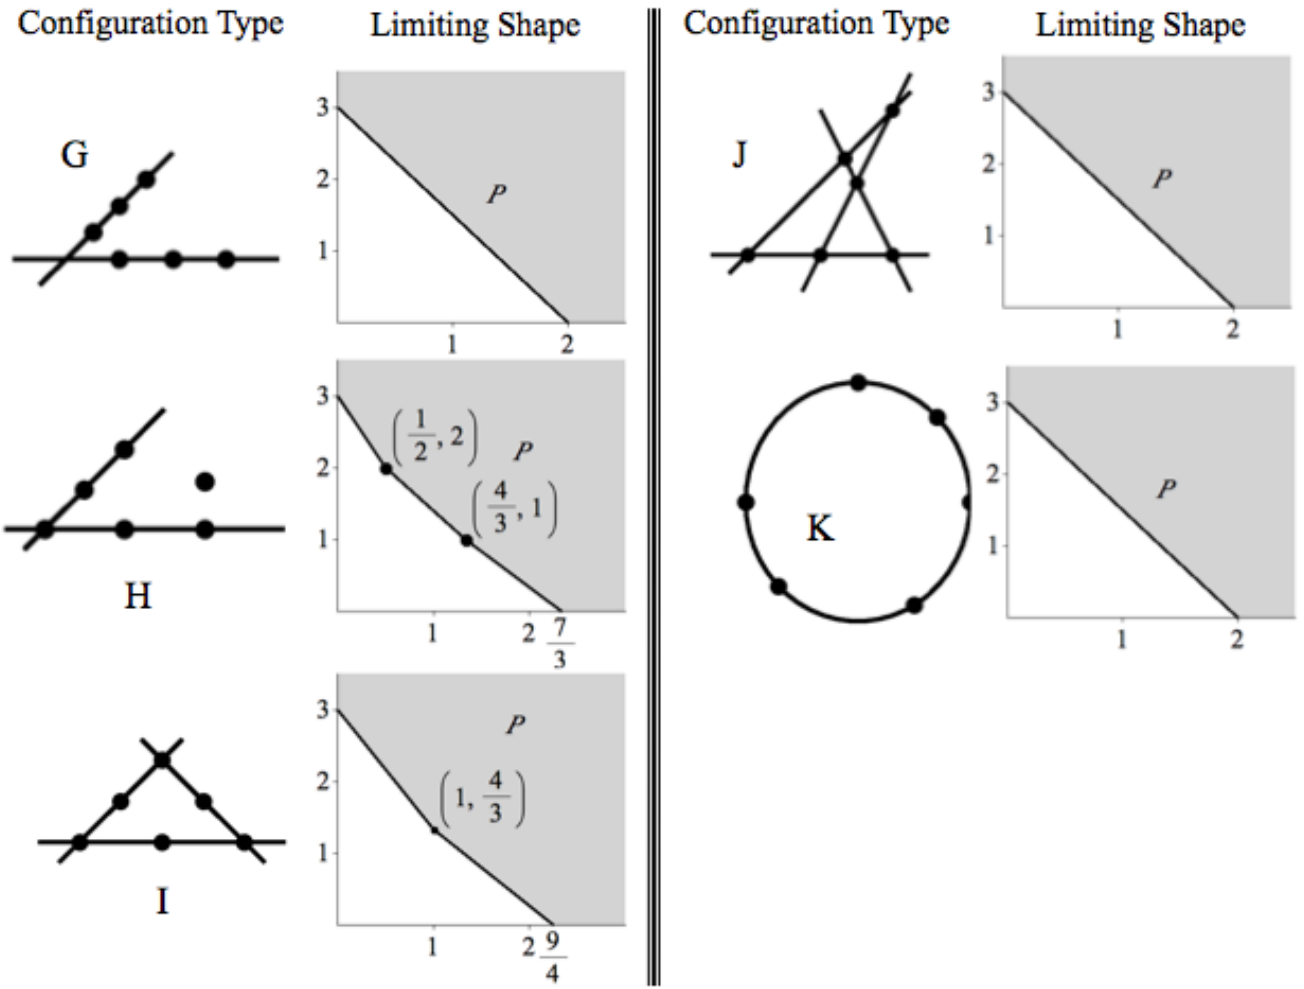 Configuration Type Limiting Shape
G
3
2
1
P
1 2
H
3
2
1
(1/2, 2)
P
(4/3, 1)
1 2 7/3
I
3
2
1
P
(1, 4/3)
1 2 9/4
Configuration Type Limiting Shape
J
3
2
1
P
1 2
K
3
2
1
P
1 2